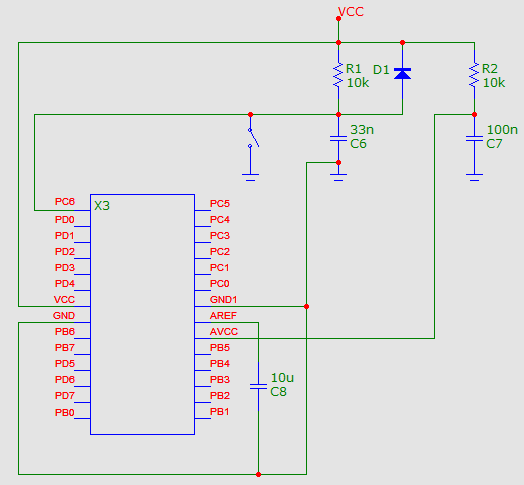 VCC
R1
10k
D1
R2
10k
33n
C6
100n
C7
X3
PC6
PD0
PD1
PD2
PD3
PD4
VCC
GND
PB6
PB7
PD5
PD6
PD7
PB0
PC5
PC4
PC3
PC2
PC1
PC0
GND1
AREF
AVCC
PB5
PB4
PB3
PB2
PB1
10u
C8